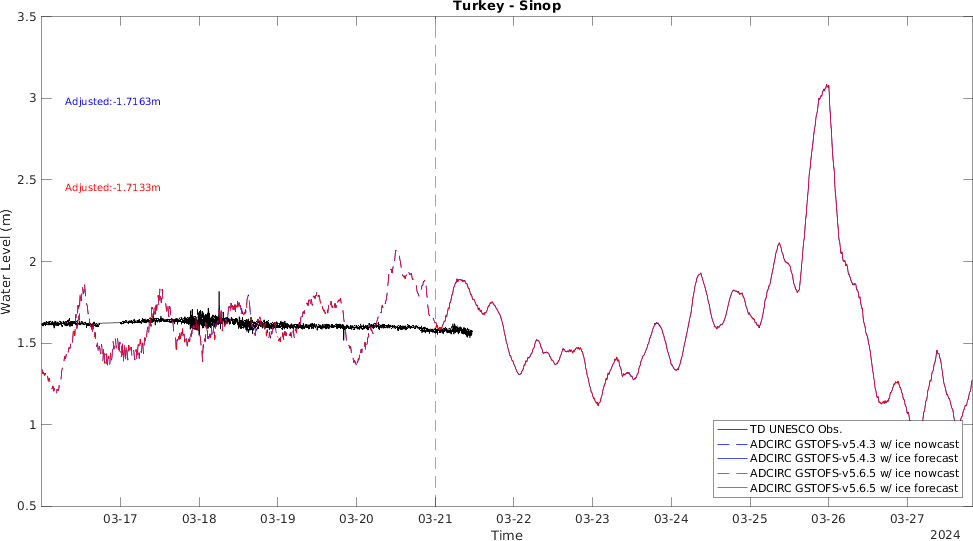 Turkey - Sinop
3.5
3
2.5
2
1.5
1
0.5
Water Level (m)
Adjusted:-1.7163m
Adjusted:-1.7133m
TD UNESCO Obs.
ADCIRC GSTOFS-v5.4.3 w/ ice nowcast
ADCIRC GSTOFS-v5.4.3 w/ ice forecast
ADCIRC GSTOFS-v5.6.5 w/ ice nowcast
ADCIRC GSTOFS-v5.6.5 w/ ice forecast
03-17 03-18 03-19 03-20 03-21 03-22 03-23 03-24 03-25 03-26 03-27
Time
2024